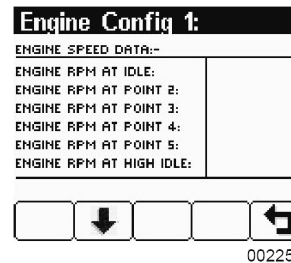 Engine Config 1:
ENGINE SPEED DATA:-
ENGINE RPM AT IDLE:
ENGINE RPM AT POINT 2:
ENGINE RPM AT POINT 3:
ENGINE RPM AT POINT 4:
ENGINE RPM AT POINT 5:
ENGINE RPM AT HIGH IDLE:
00225